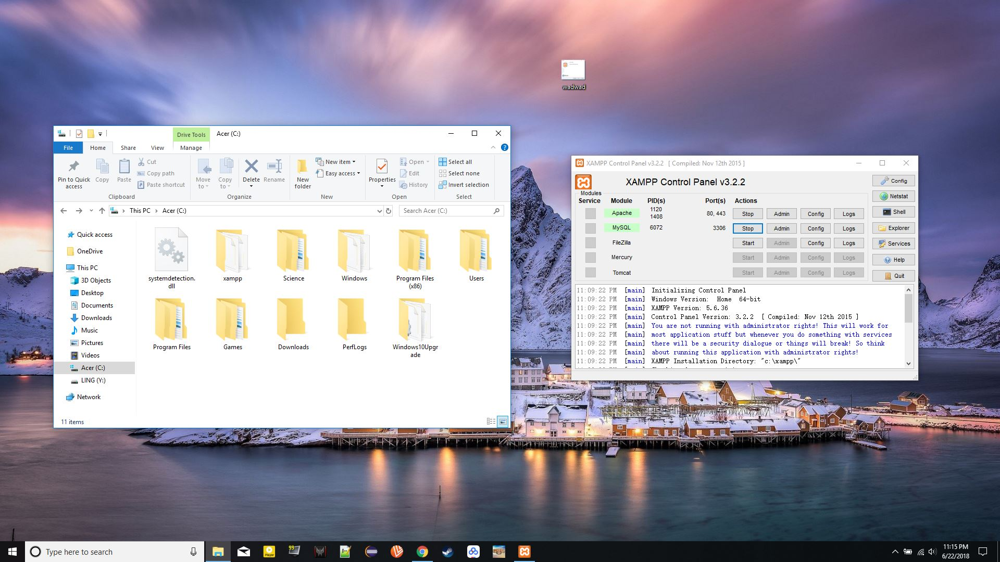 wadwad
Drive Tools
Acer (C:)
File
Home
Share
View
Manage
Pin to Quick
access
Copy
Paste
Cut
Copy path
Paste shortcut
Clipboard
Move
to
Copy
to
Delete
Rename
Organize
New
folder
New item
Easy access
New
Properties
Open
Edit
History
Open
Select all
Select none
Invert selection
Select
This PC
Acer (C:)
Search Acer (C:)
Quick access
OneDrive
This PC
3D Objects
Desktop
Documents
Downloads
Music
Pictures
Videos
Acer (C:)
LING (Y:)
Network
systemdetection.
dll
xampp
Science
Windows
Program Files
(x86)
Users
Program Files
Games
Downloads
PerfLogs
Windows10Upgr
ade
11 items
XAMPP Control Panel v3.2.2 [ Compiled: Nov 12th 2015 ]
XAMPP Control Panel v3.2.2
Modules
Service Module PID(s) Port(s) Actions
Apache 1120
1408 80, 443 Stop Admin Config Logs
MySQL 6072 3306 Stop Admin Config Logs
FileZilla Start Admin Config Logs
Mercury Start Admin Config Logs
Tomcat Start Admin Config Logs
Config
Netstat
Shell
Explorer
Services
Help
Quit
11:09:22 PM [main] Initializing Control Panel
11:09:22 PM [main] Windows Version: Home 64-bit
11:09:22 PM [main] XAMPP Version: 5.6.36
11:09:22 PM [main] Control Panel Version: 3.2.2 [ Compiled: Nov 12th 2015 ]
11:09:22 PM [main] You are not running with administrator rights! This will work for
11:09:22 PM [main] most application stuff but whenever you do something with services
11:09:22 PM [main] there will be a security dialogue or things will break! So think
11:09:22 PM [main] about running this application with administrator rights!
11:09:22 PM [main] XAMPP Installation Directory: "c:\xampp\"
Type here to search
Player
99
11:15 PM
6/22/2018